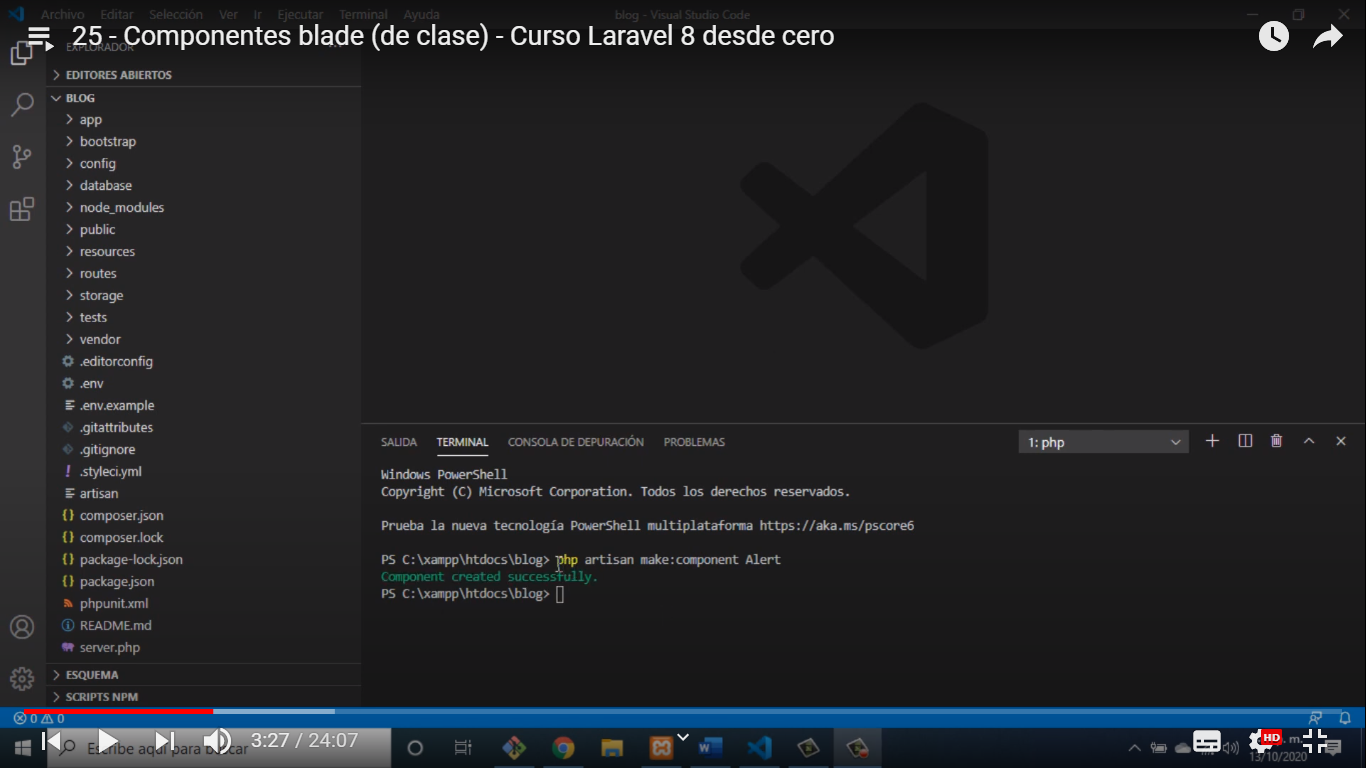 Archivo Editar Selección Ver Ir Ejecutar Terminal Ayuda
blog - Visual Studio Code
25 - Componentes blade (de clase) - Curso Laravel 8 desde cero
EXPLORADOR
EDITORES ABIERTOS
BLOG
app
bootstrap
config
database
node_modules
public
resources
routes
storage
tests
vendor
.editorconfig
.env
.env.example
.gitattributes
.gitignore
.styleci.yml
artisan
composer.json
composer.lock
package-lock.json
package.json
phpunit.xml
README.md
server.php
ESQUEMA
SCRIPTS NPM
SALIDA TERMINAL CONSOLA DE DEPURACIÓN PROBLEMAS
1: php
Windows PowerShell
Copyright (C) Microsoft Corporation. Todos los derechos reservados.
Prueba la nueva tecnología PowerShell multiplataforma https://aka.ms/pscore6
PS C:\xampp\htdocs\blog> php artisan make:component Alert
Component created successfully.
PS C:\xampp\htdocs\blog>
0 0
Escribe aquí para buscar
3:27 / 24:07
HD
13/10/2020